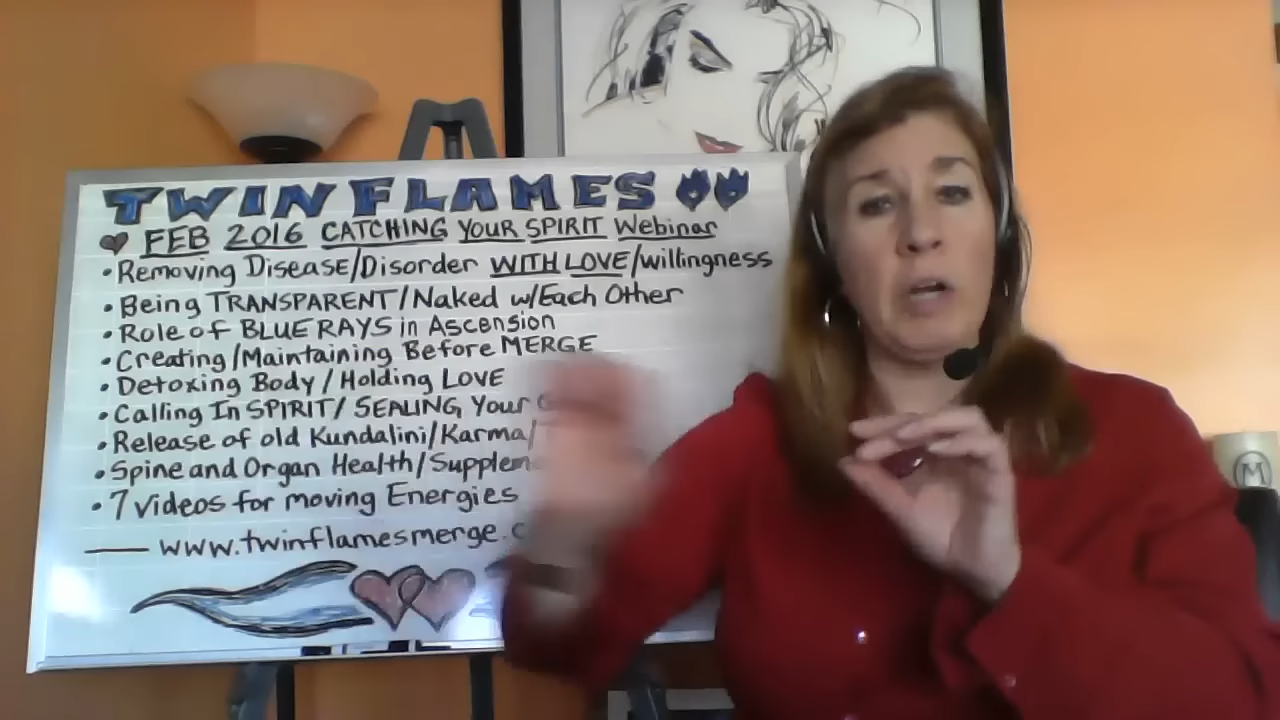 TWIN FLAMES
FEB 2016 CATCHING YOUR SPIRIT Webinar
• Removing Disease/Disorder WITH LOVE/willingness
• Being TRANSPARENT/Naked w/Each Other
• Role of BLUE RAYS in Ascension
• Creating/Maintaining Before MERGE
• Detoxing Body / Holding LOVE
• Calling In SPIRIT/ SEALING Your
• Release of old Kundalini/Karma/
• Spine and Organ Health/
• 7 videos for moving Energies
— www.twinflamesmerge.
M